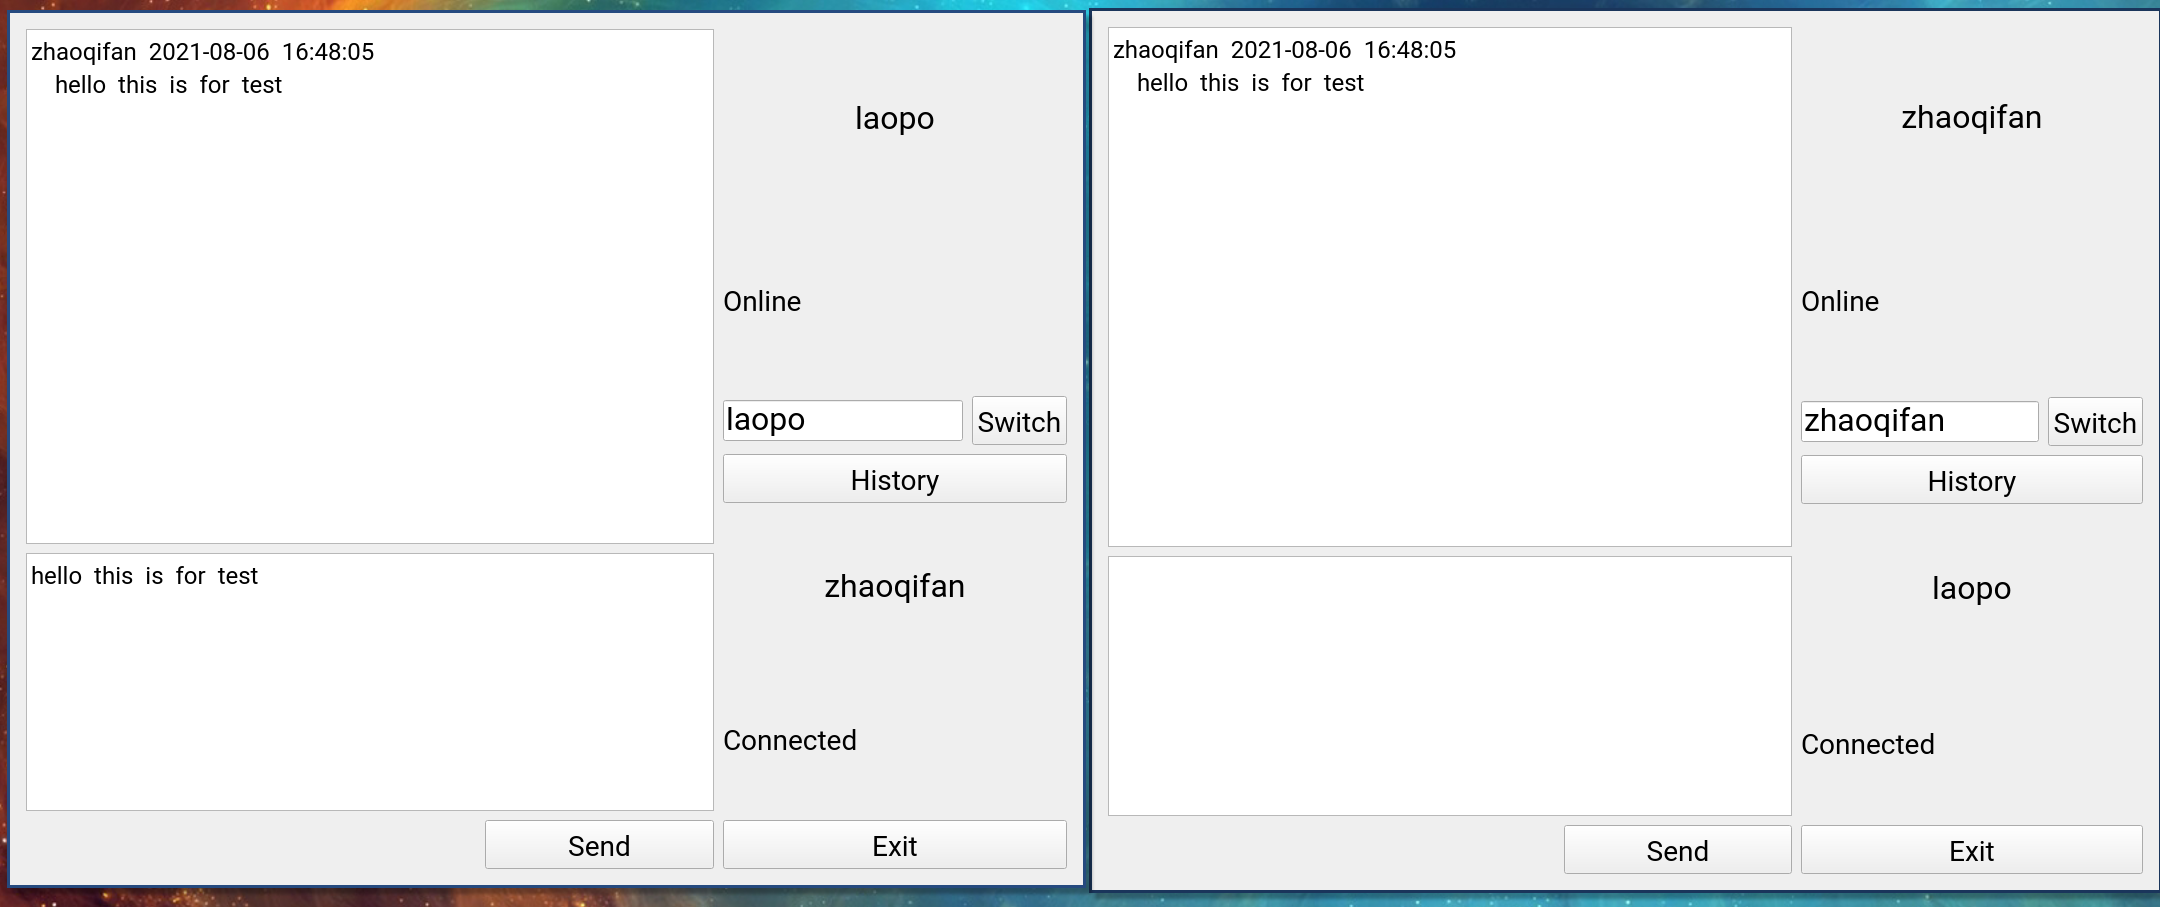 zhaoqifan 2021-08-06 16:48:05
hello this is for test
laopo
Online
laopo
Switch
History
hello this is for test
zhaoqifan
Connected
Send
Exit
zhaoqifan 2021-08-06 16:48:05
hello this is for test
zhaoqifan
Online
zhaoqifan
Switch
History
laopo
Connected
Send
Exit